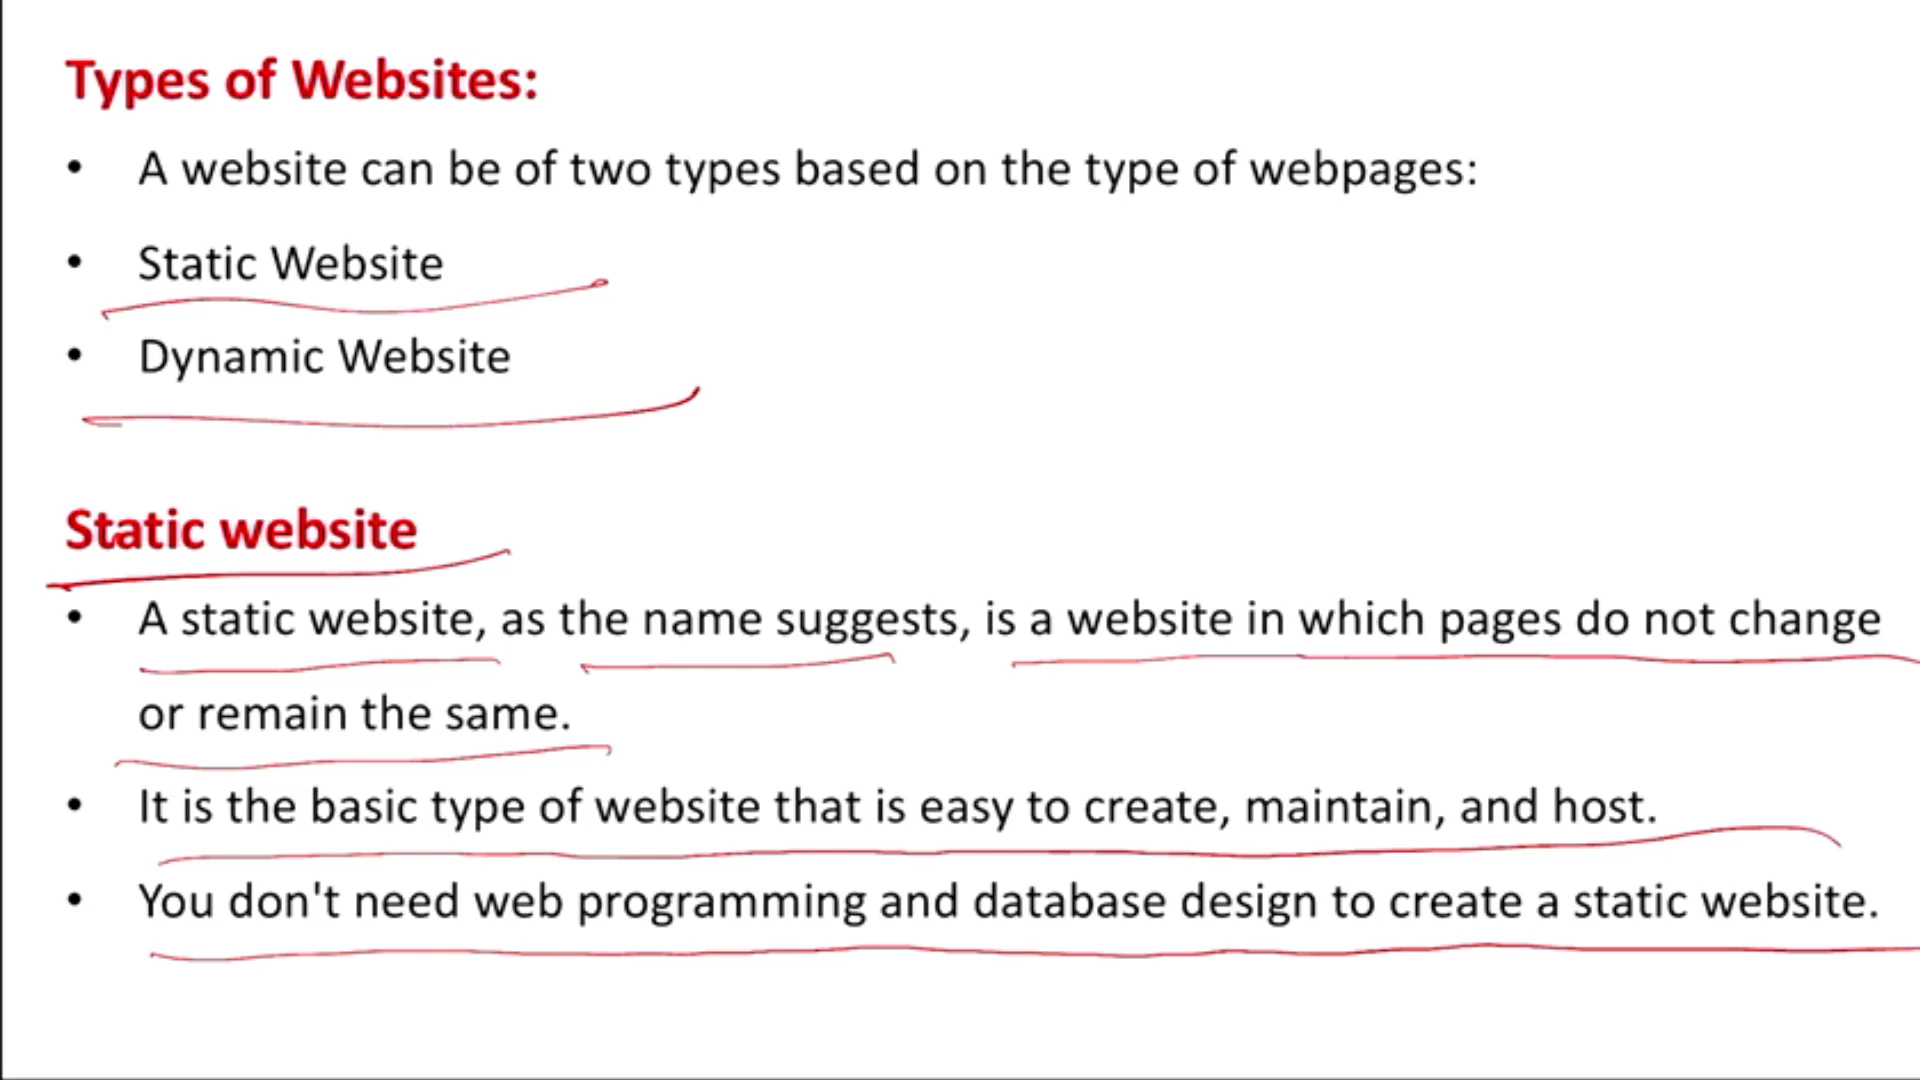 Types of Websites:
• A website can be of two types based on the type of webpages:
• Static Website
• Dynamic Website
Static website
• A static website, as the name suggests, is a website in which pages do not change
or remain the same.
• It is the basic type of website that is easy to create, maintain, and host.
• You don't need web programming and database design to create a static website.